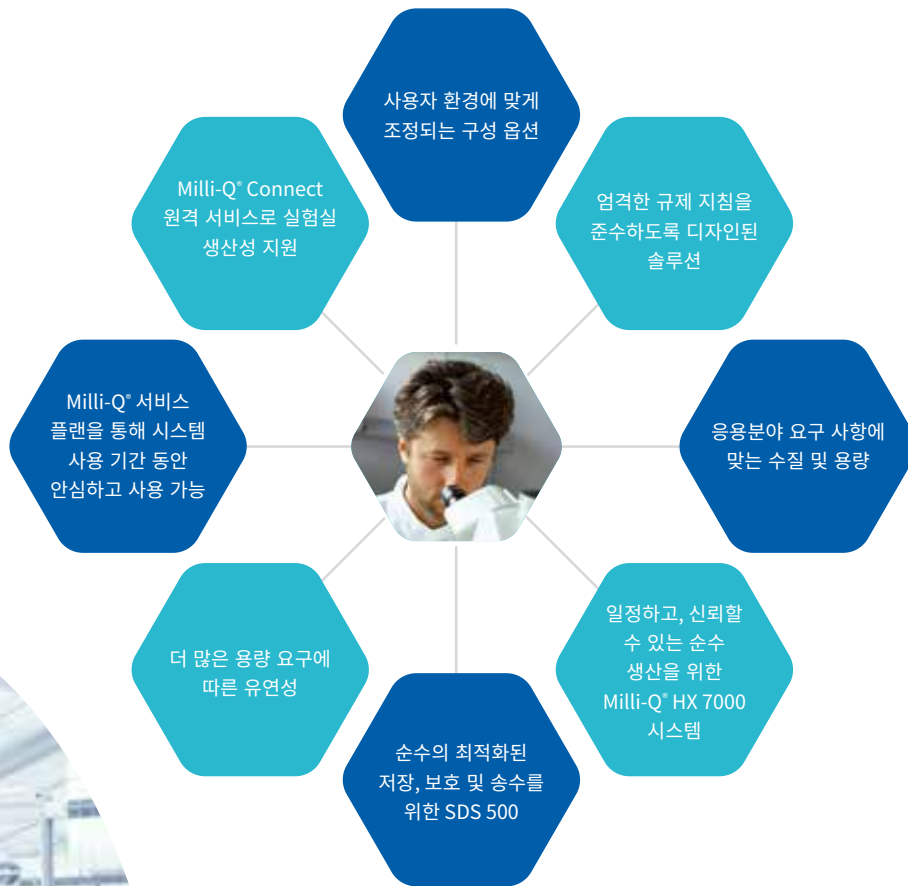 사용자 환경에 맞게
조정되는 구성 옵션
엄격한 규제 지침을
준수하도록 디자인된
솔루션
응용분야 요구 사항에
맞는 수질 및 용량
일정하고, 신뢰할
수 있는 순수
생산을 위한
Milli-Q® HX 7000
시스템
순수의 최적화된
저장, 보호 및 송수를
위한 SDS 500
더 많은 용량 요구에
따른 유연성
Milli-Q® 서비스
플랜을 통해 시스템
사용 기간 동안
안심하고 사용 가능
Milli-Q® Connect
원격 서비스로 실험실
생산성 지원